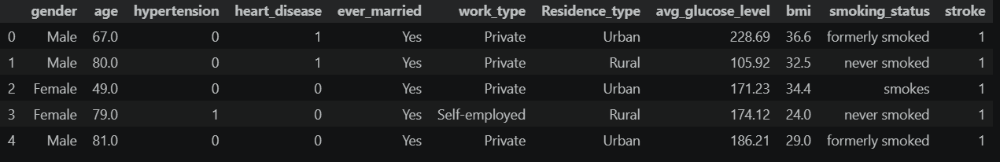 gender age hypertension heart_disease ever_married work_type Residence_type avg_glucose_level bmi smoking_status stroke
0 Male 67.0 0 1 Yes Private Urban 228.69 36.6 formerly smoked 1
1 Male 80.0 0 1 Yes Private Rural 105.92 32.5 never smoked 1
2 Female 49.0 0 0 Yes Private Urban 171.23 34.4 smokes 1
3 Female 79.0 1 0 Yes Self-employed Rural 174.12 24.0 never smoked 1
4 Male 81.0 0 0 Yes Private Urban 186.21 29.0 formerly smoked 1